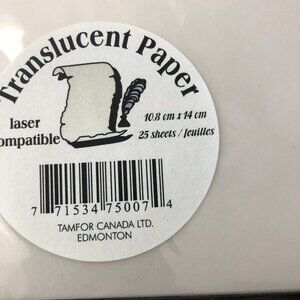 Translucent Paper
laser
compatible
10.8 cm x 14 cm
25 sheets / feuilles
7 71534 75007 4
TAMFOR CANADA LTD.
EDMONTON